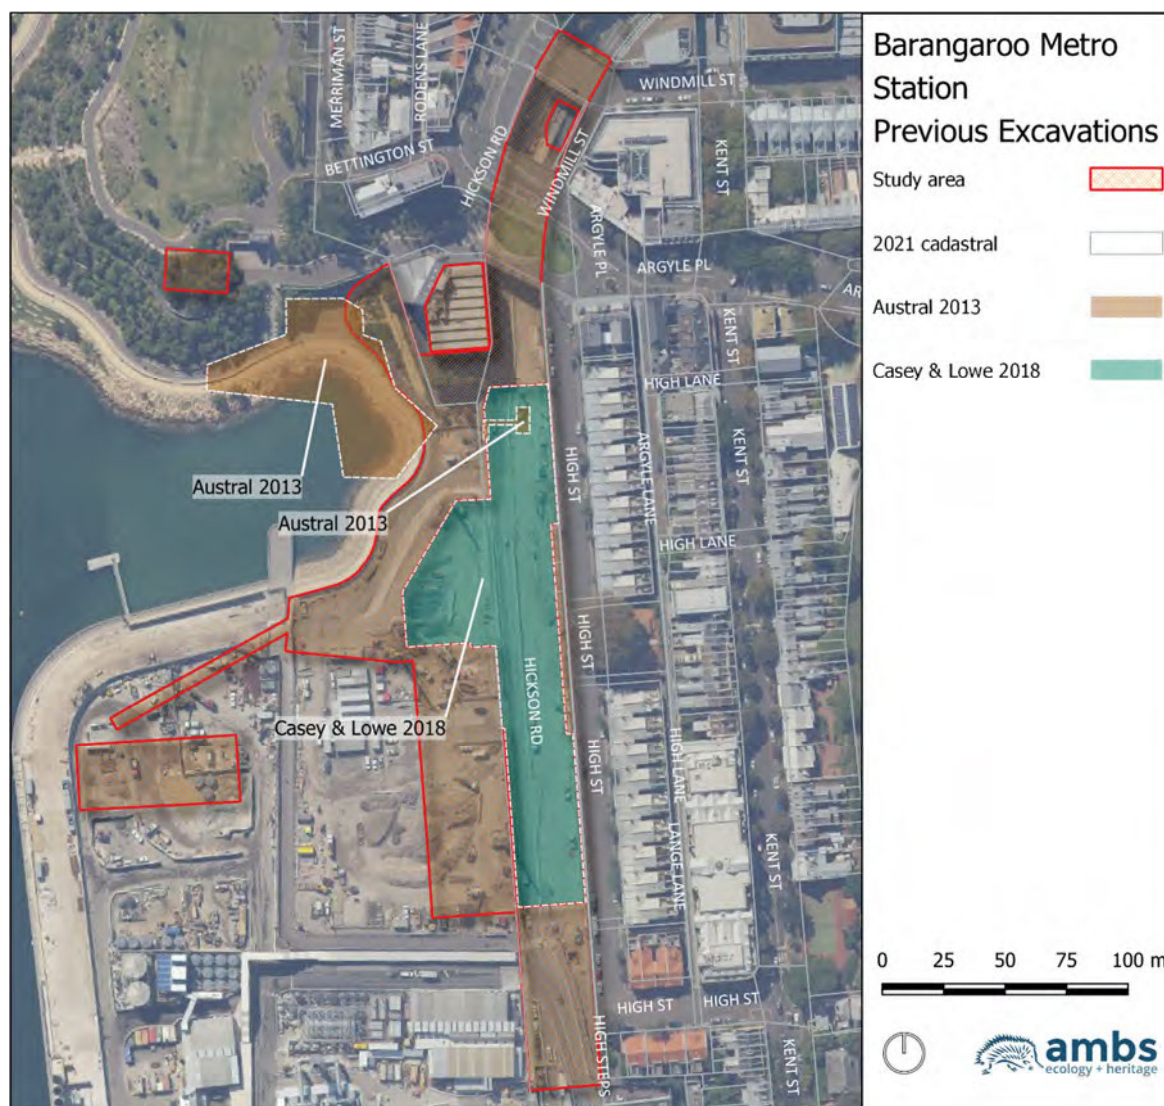 Barangaroo Metro
Station
Previous Excavations
Study area
2021 cadastral
Austral 2013
Casey & Lowe 2018
0 25 50 75 100 m
ambs
ecology + heritage
MERRIMAN ST
RODENS LANE
BETTINGTON ST
HICKSON RD
WINDMILL ST
WINDMILL ST
KENT ST
ARGYLE PL
ARGYLE PL
AR
KENT ST
HIGH LANE
KENT ST
HIGH ST
ARGYLE LANE
HIGH LANE
Austral 2013
Austral 2013
HIGH ST
HICKSON RD
Casey & Lowe 2018
HIGH ST
HIGH LANE
LANGE LANE
KENT ST
HIGH ST
HIGH ST
HIGH STEPS
KENT ST